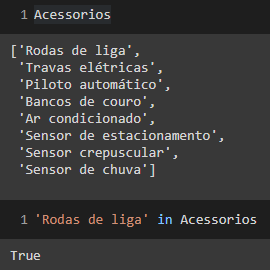 1 Acessorios
['Rodas de liga',
'Travas elétricas',
'Piloto automático',
'Bancos de couro',
'Ar condicionado',
'Sensor de estacionamento',
'Sensor crepuscular',
'Sensor de chuva']
1 'Rodas de liga' in Acessorios
True